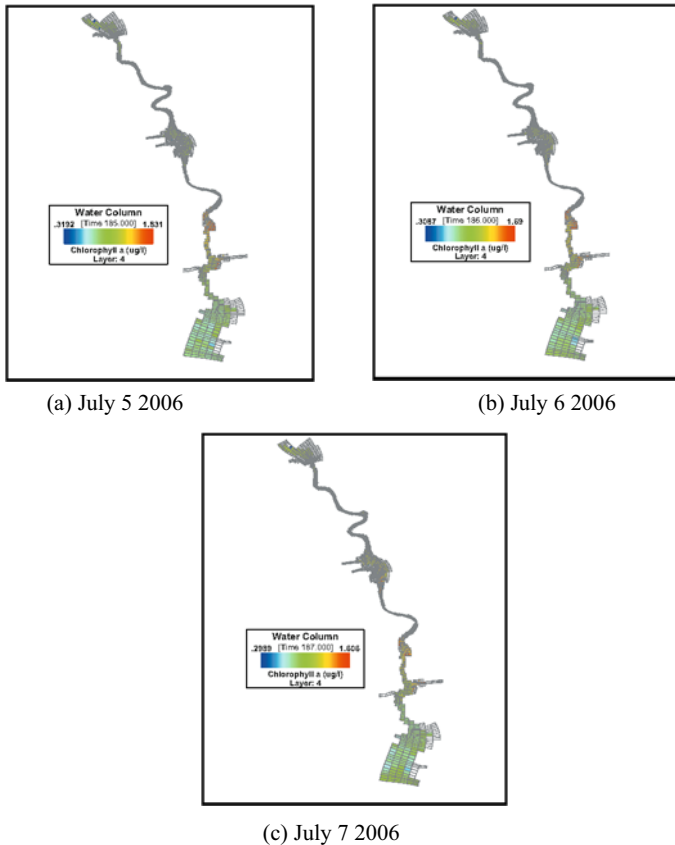 Water Column
.3192 [Time 185.000] 1.531
Chlorophyll a (ug/l)
Layer: 4
(a) July 5 2006
Water Column
.3087 [Time 186.000] 1.69
Chlorophyll a (ug/l)
Layer: 4
(b) July 6 2006
Water Column
.2989 [Time 187.000] 1.606
Chlorophyll a (ug/l)
Layer: 4
(c) July 7 2006